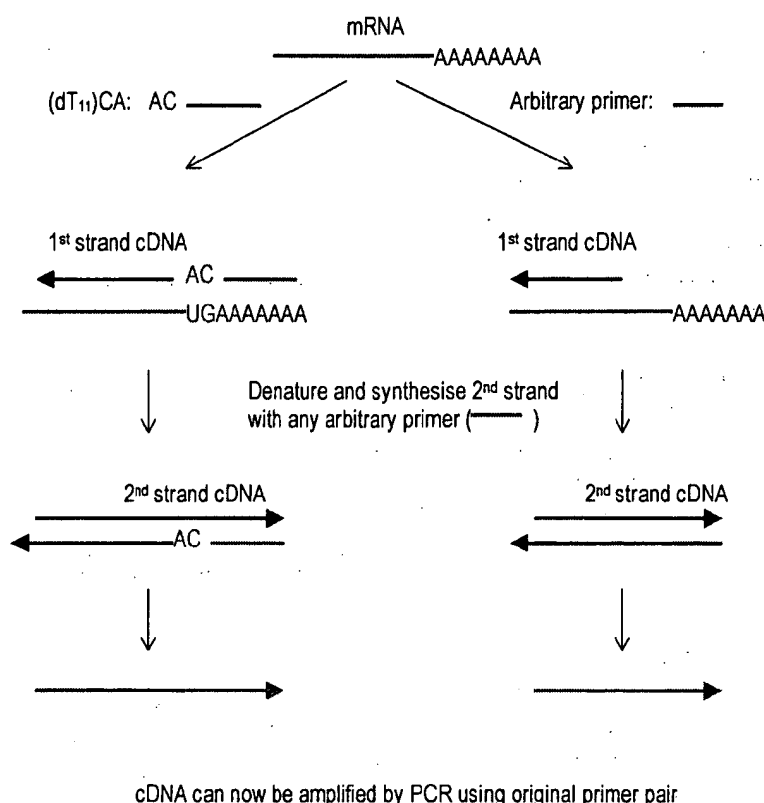 mRNA
AAAAAAAA
(dT₁₁)CA: AC
Arbitrary primer:
1st strand cDNA
1st strand cDNA
AC
UGAAAAAAA
AAAAAAA
Denature and synthesise 2nd strand
with any arbitrary primer ( )
2nd strand cDNA
2nd strand cDNA
AC
cDNA can now be amplified by PCR using original primer pair